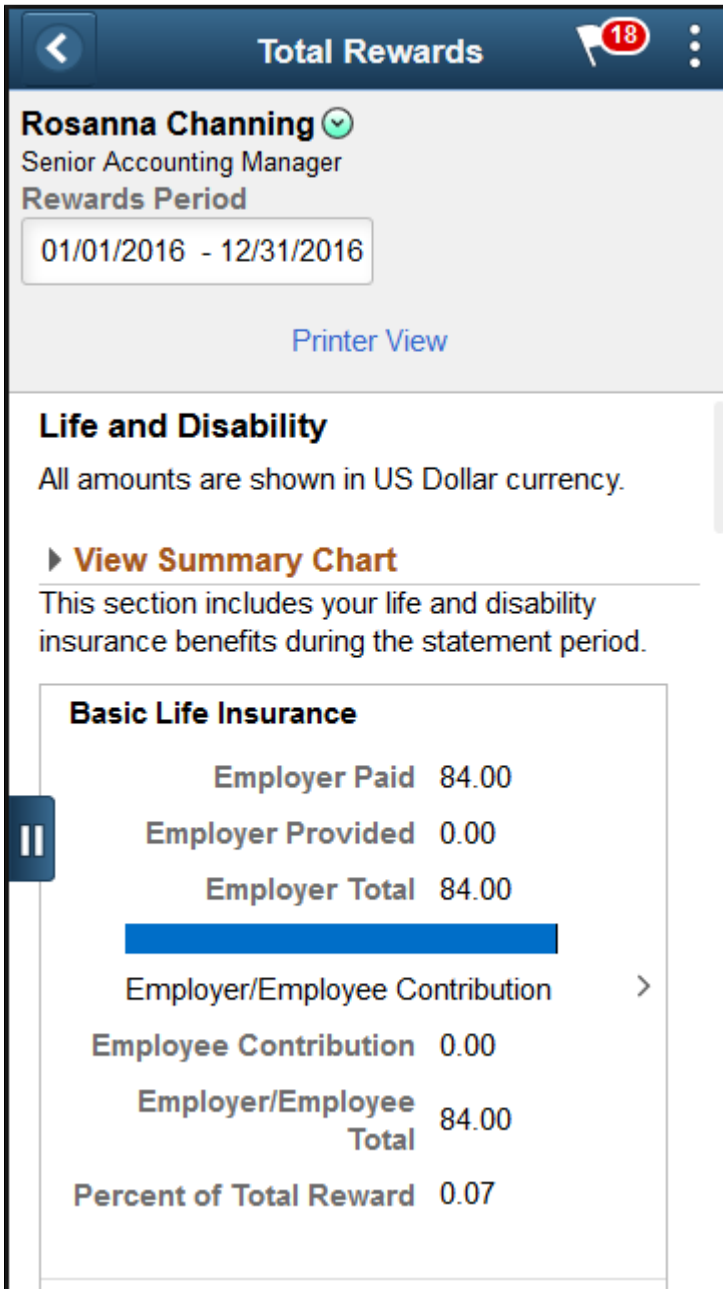 Total Rewards
18
Rosanna Channing
Senior Accounting Manager
Rewards Period
01/01/2016 - 12/31/2016
Printer View
Life and Disability
All amounts are shown in US Dollar currency.
View Summary Chart
This section includes your life and disability
insurance benefits during the statement period.
Basic Life Insurance
Employer Paid 84.00
Employer Provided 0.00
Employer Total 84.00
Employer/Employee Contribution
Employee Contribution 0.00
Employer/Employee
Total 84.00
Percent of Total Reward 0.07